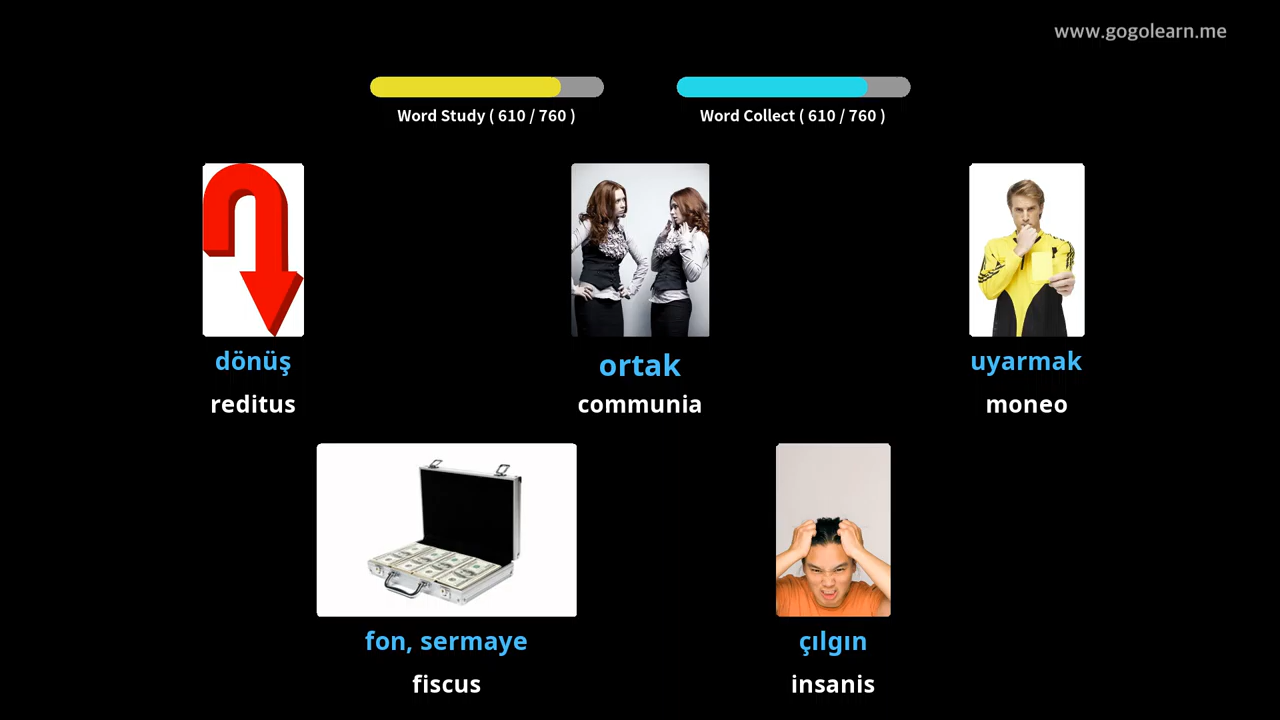 www.gogolearn.me
Word Study ( 610 / 760 )
Word Collect ( 610 / 760 )
dönüş
reditus
ortak
communia
uyarmak
moneo
fon, sermaye
fiscus
çılgın
insanis